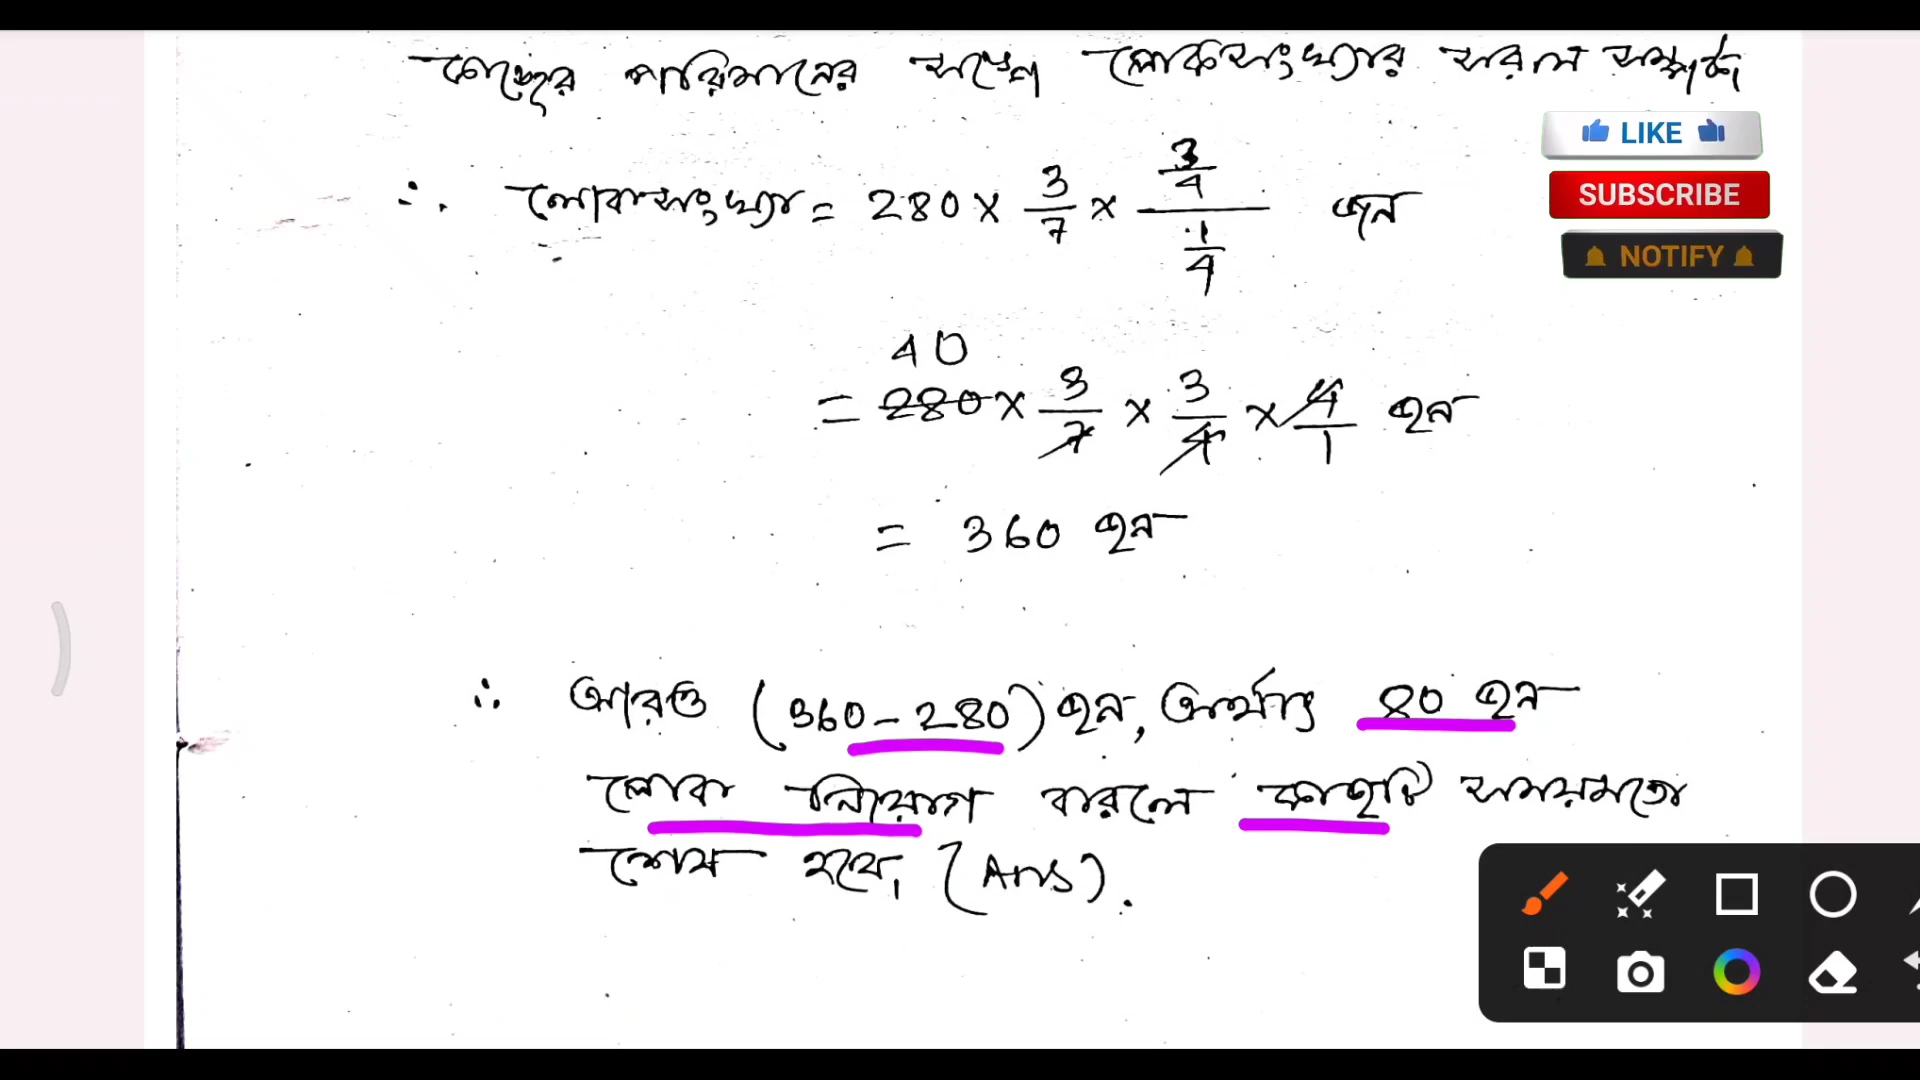 কাজের পরিমানের সঙ্গে লোকসংখ্যার সরল সম্পর্ক
LIKE
SUBSCRIBE
NOTIFY
∴ লোকসংখ্যা = 280 × 3/7 × (3/4)/(1/4) জন
40
= 280 × 3/7 × 3/4 × 4/1 জন
= 360 জন
∴ আরও (360 - 280) জন, অর্থাৎ 80 জন
লোক নিয়োগ করলে কাজটি সময়মতো
শেষ হবে। (Ans).